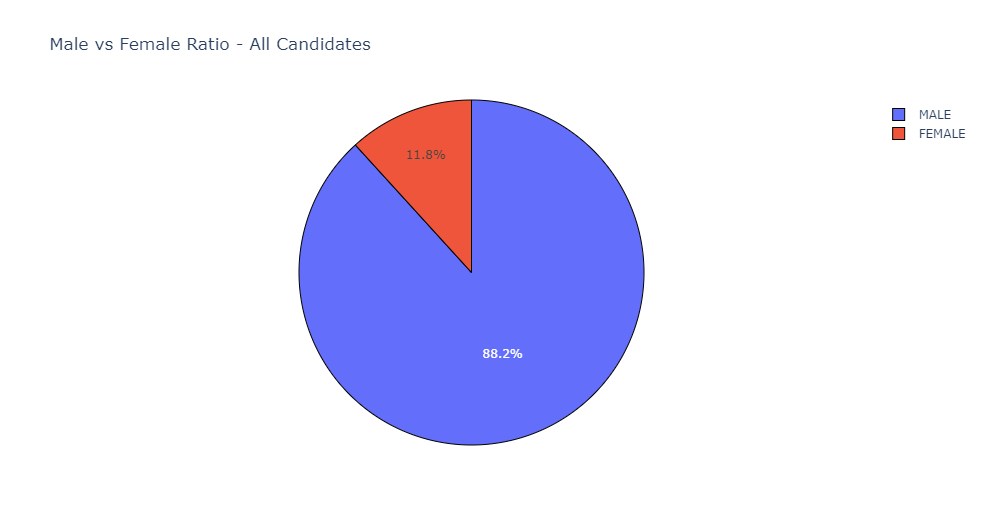 Male vs Female Ratio - All Candidates
MALE
FEMALE
11.8%
88.2%